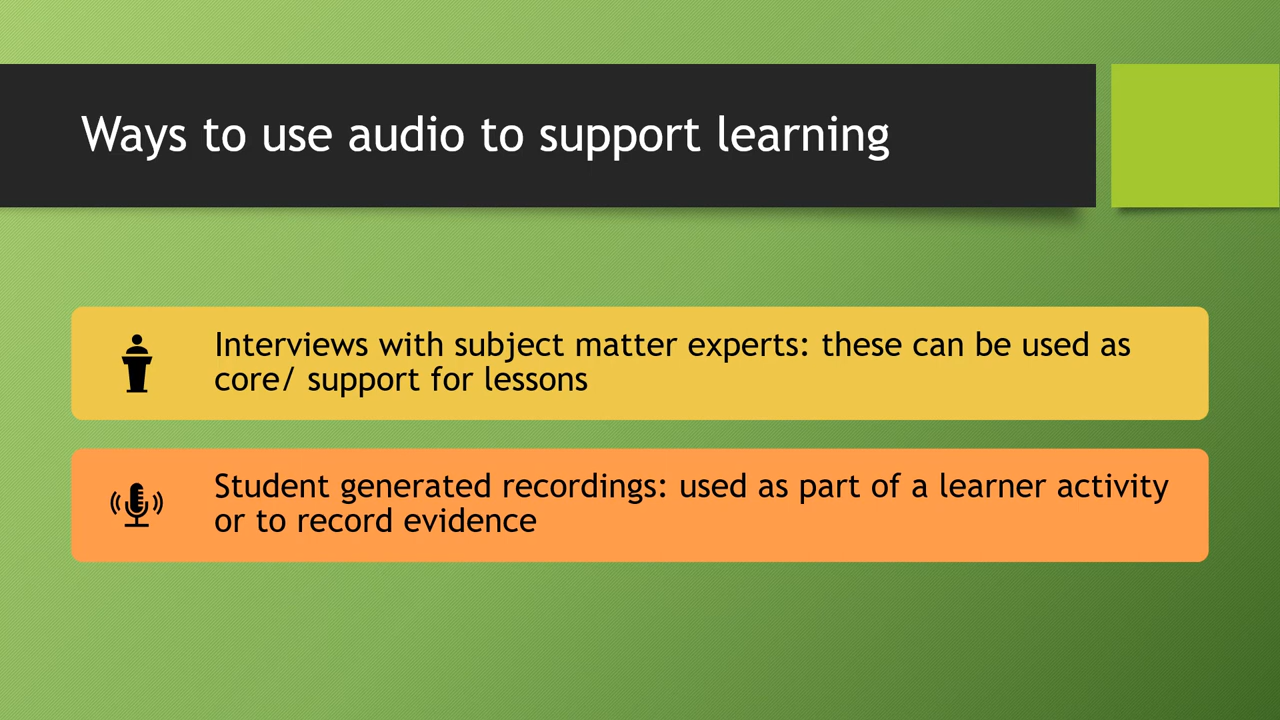 Ways to use audio to support learning
Interviews with subject matter experts: these can be used as
core/ support for lessons
Student generated recordings: used as part of a learner activity
or to record evidence